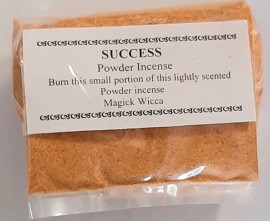 SUCCESS
Powder Incense
Burn this small portion of this lightly scented
Powder incense
Magick Wicca